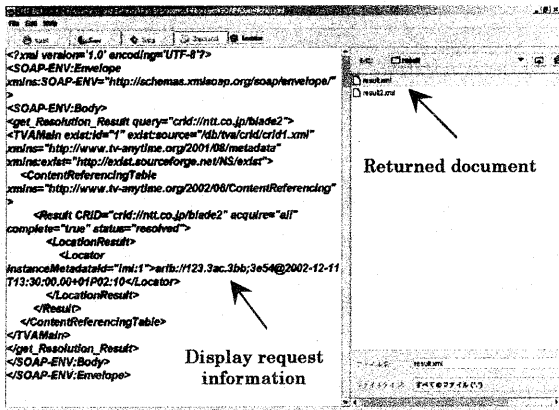 File Edit Help
<?xml version='1.0' encoding="UTF-8"?>
<SOAP-ENV:Envelope
xmlns:SOAP-ENV="http://schemas.xmlsoap.org/soap/envelope/"
>
<SOAP-ENV:Body>
<get_Resolution_Result query="crid://ntt.co.jp/blade2">
<TVAMain exist:id="1" exist:source="/db/tva/crid/crid1.xml"
xmlns="http://www.tv-anytime.org/2001/08/metadata"
xmlns:exist="http://exist.sourceforge.net/NS/exist">
<ContentReferencingTable
xmlns="http://www.tv-anytime.org/2002/06/ContentReferencing"
>
<Result CRID="crid://ntt.co.jp/blade2" acquire="all"
complete="true" status="resolved">
<LocationResult>
<Locator
instanceMetadataId="imi:1">arib://123.3ac.3bb;3e54@2002-12-11
T13:30:00.00+01P02:10</Locator>
</LocationResult>
</Result>
</ContentReferencingTable>
</TVAMain>
</get_Resolution_Result>
</SOAP-ENV:Body>
</SOAP-ENV:Envelope>
Display request
information
result
result.xml
result2.xml
Returned document
result.xml
すべてのファイル (*.*)